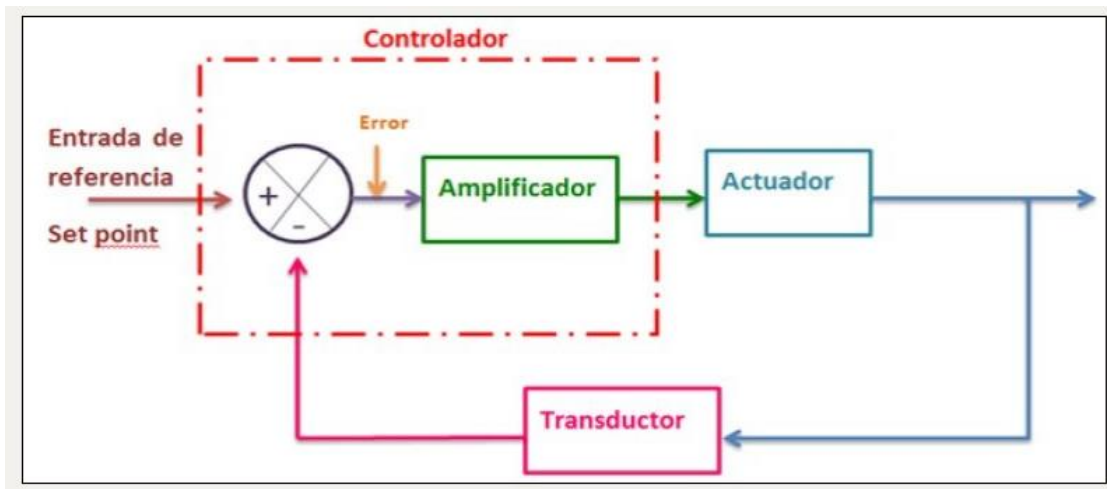 Controlador
Entrada de
referencia
Set point
Error
+
-
Amplificador
Actuador
Transductor